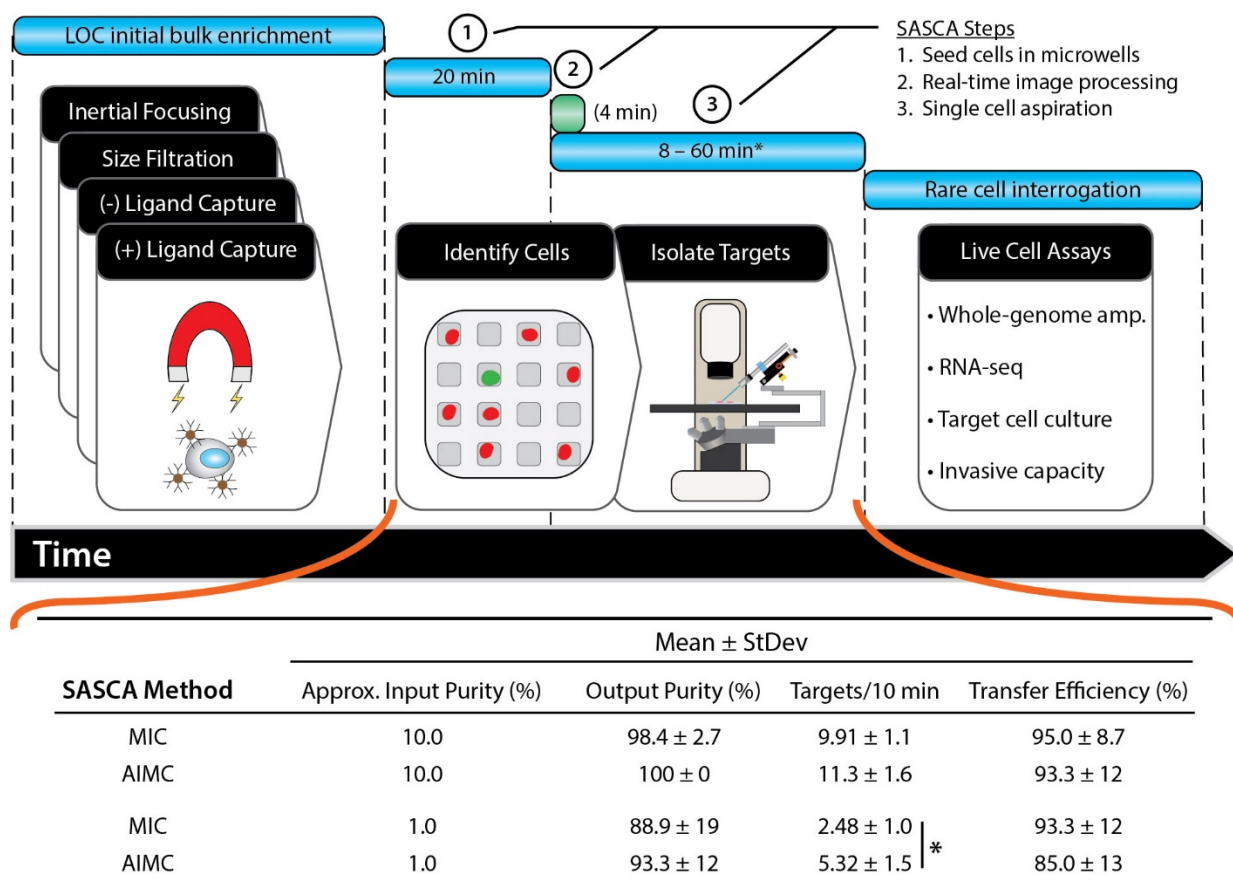 LOC initial bulk enrichment
1
SASCA Steps
1. Seed cells in microwells
2. Real-time image processing
3. Single cell aspiration
20 min
2
(4 min)
3
8 – 60 min*
Rare cell interrogation
Inertial Focusing
Size Filtration
(-) Ligand Capture
(+) Ligand Capture
Identify Cells
Isolate Targets
Live Cell Assays
• Whole-genome amp.
• RNA-seq
• Target cell culture
• Invasive capacity
Time
Mean ± StDev
SASCA Method Approx. Input Purity (%) Output Purity (%) Targets/10 min Transfer Efficiency (%)
MIC 10.0 98.4 ± 2.7 9.91 ± 1.1 95.0 ± 8.7
AIMC 10.0 100 ± 0 11.3 ± 1.6 93.3 ± 12
MIC 1.0 88.9 ± 19 2.48 ± 1.0 93.3 ± 12
*
AIMC 1.0 93.3 ± 12 5.32 ± 1.5 85.0 ± 13